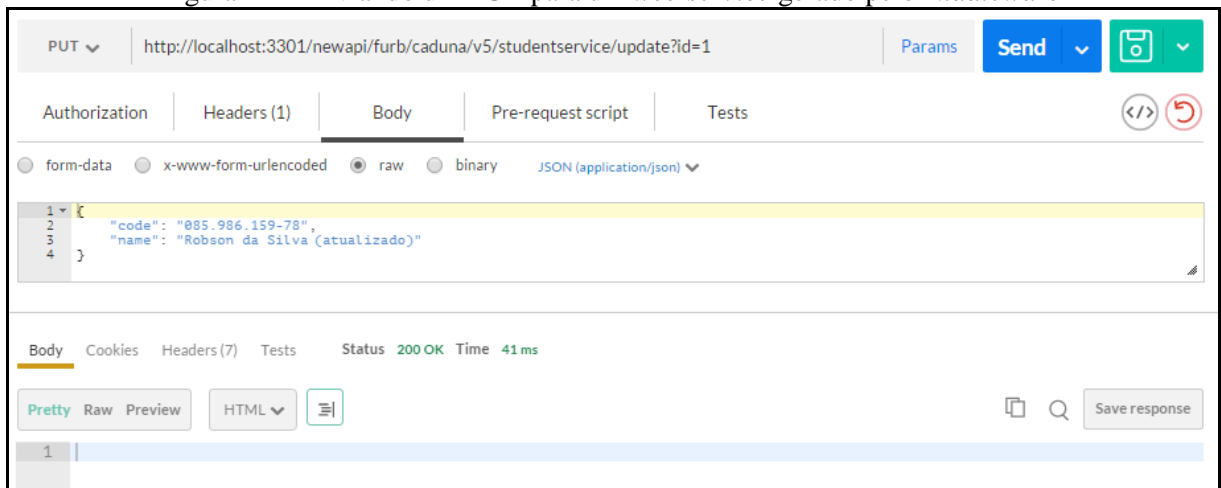 PUT http://localhost:3301/newapi/furb/caduna/v5/studentservice/update?id=1 Params Send
Authorization Headers (1) Body Pre-request script Tests
form-data x-www-form-urlencoded raw binary JSON (application/json)
1 {
2 "code": "085.986.159-78",
3 "name": "Robson da Silva (atualizado)"
4 }
Body Cookies Headers (7) Tests Status 200 OK Time 41 ms
Pretty Raw Preview HTML Save response
1